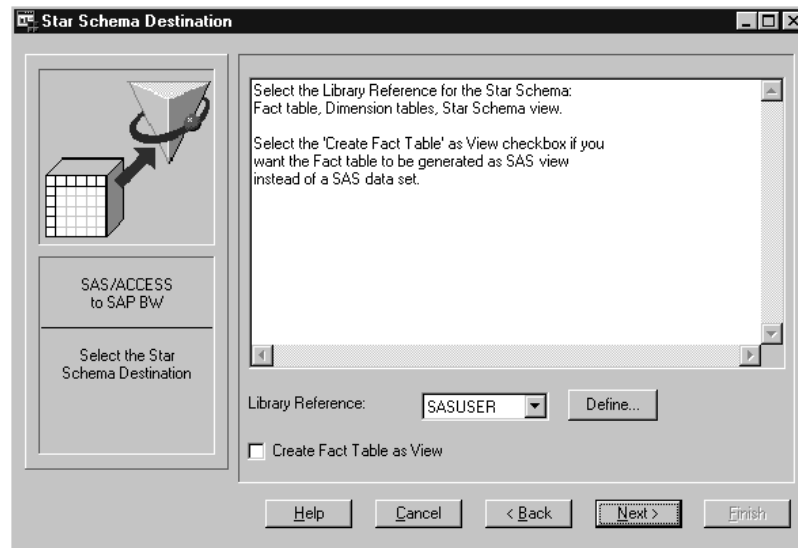 Star Schema Destination
Select the Library Reference for the Star Schema:
Fact table, Dimension tables, Star Schema view.
Select the 'Create Fact Table' as View checkbox if you
want the Fact table to be generated as SAS view
instead of a SAS data set.
SAS/ACCESS
to SAP BW
Select the Star
Schema Destination
Library Reference:
SASUSER
Define...
Create Fact Table as View
Help
Cancel
< Back
Next >
Finish